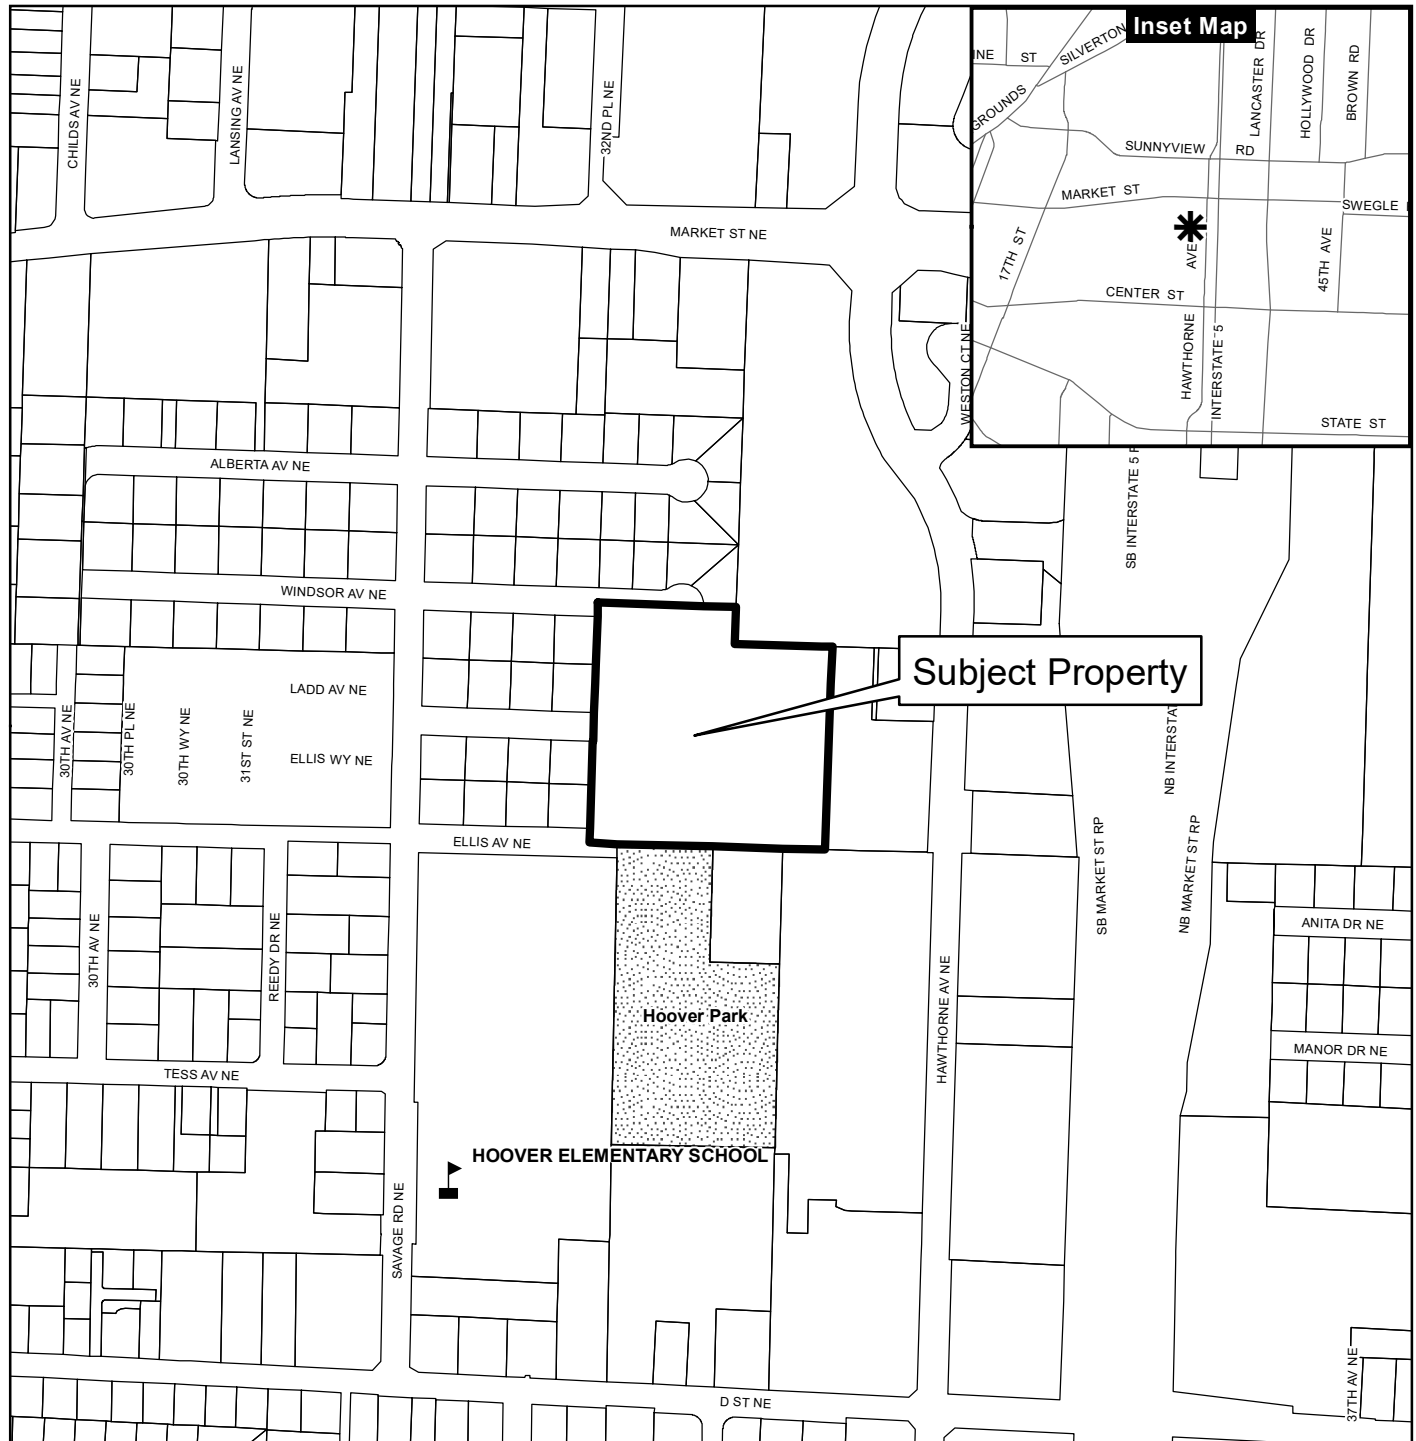 Inset Map
INE ST
SILVERTON
GROUNDS
LANCASTER DR
HOLLYWOOD DR
BROWN RD
SUNNYVIEW RD
MARKET ST
SWEGLE
17TH ST
AVE
45TH AVE
CENTER ST
HAWTHORNE
INTERSTATE 5
STATE ST
CHILDS AV NE
LANSING AV NE
32ND PL NE
MARKET ST NE
WESTON CT NE
ALBERTA AV NE
SB INTERSTATE 5
WINDSOR AV NE
Subject Property
LADD AV NE
30TH AV NE
30TH PL NE
30TH WY NE
31ST ST NE
ELLIS WY NE
NB INTERSTA
ELLIS AV NE
SB MARKET ST RP
NB MARKET ST RP
30TH AV NE
REEDY DR NE
ANITA DR NE
Hoover Park
HAWTHORNE AV NE
MANOR DR NE
TESS AV NE
HOOVER ELEMENTARY SCHOOL
SAVAGE RD NE
D ST NE
37TH AV NE